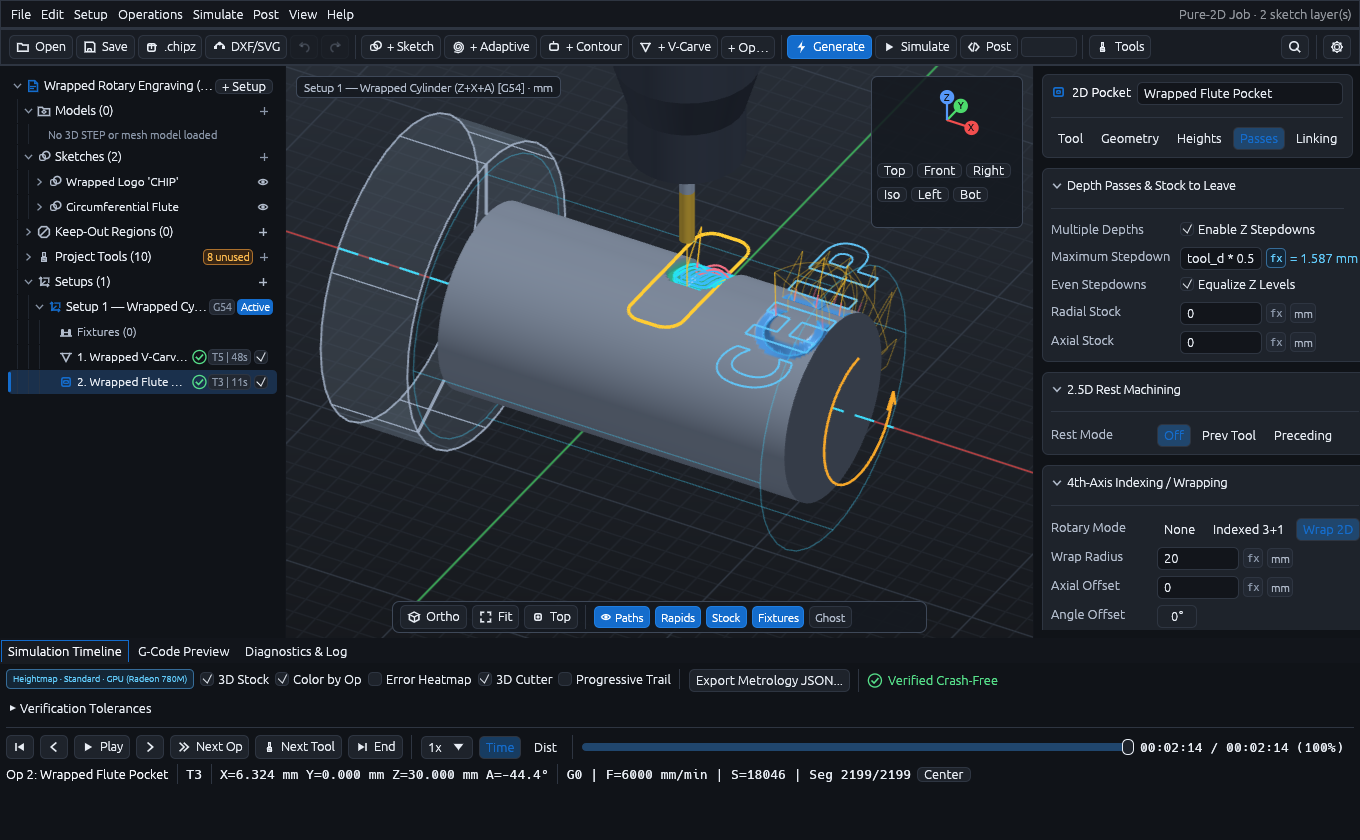 File Edit Setup Operations Simulate Post View Help
Pure-2D Job · 2 sketch layer(s)
Open Save .chipz DXF/SVG + Sketch + Adaptive + Contour + V-Carve + Op… Generate Simulate Post Tools
Wrapped Rotary Engraving (… + Setup
Models (0) +
No 3D STEP or mesh model loaded
Sketches (2) +
Wrapped Logo 'CHIP'
Circumferential Flute
Keep-Out Regions (0) +
Project Tools (10) 8 unused +
Setups (1) +
Setup 1 — Wrapped Cy… G54 Active
Fixtures (0)
1. Wrapped V-Carv… T5 | 48s
2. Wrapped Flute … T3 | 11s
Setup 1 — Wrapped Cylinder (Z+X+A) [G54] · mm
Z
Y
X
Top Front Right
Iso Left Bot
CHIP
Ortho Fit Top Paths Rapids Stock Fixtures Ghost
2D Pocket Wrapped Flute Pocket
Tool Geometry Heights Passes Linking
Depth Passes & Stock to Leave
Multiple Depths Enable Z Stepdowns
Maximum Stepdown tool_d * 0.5 fx = 1.587 mm
Even Stepdowns Equalize Z Levels
Radial Stock 0 fx mm
Axial Stock 0 fx mm
2.5D Rest Machining
Rest Mode Off Prev Tool Preceding
4th-Axis Indexing / Wrapping
Rotary Mode None Indexed 3+1 Wrap 2D
Wrap Radius 20 fx mm
Axial Offset 0 fx mm
Angle Offset 0°
Simulation Timeline G-Code Preview Diagnostics & Log
Heightmap · Standard · GPU (Radeon 780M) 3D Stock Color by Op Error Heatmap 3D Cutter Progressive Trail Export Metrology JSON… Verified Crash-Free
Verification Tolerances
Play Next Op Next Tool End 1x Time Dist 00:02:14 / 00:02:14 (100%)
Op 2: Wrapped Flute Pocket T3 X=6.324 mm Y=0.000 mm Z=30.000 mm A=-44.4° G0 | F=6000 mm/min | S=18046 | Seg 2199/2199 Center